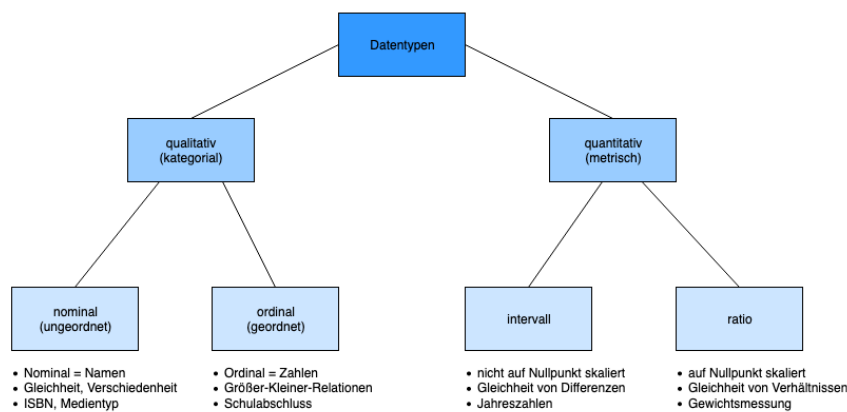 Datentypen
qualitativ
(kategorial)
quantitativ
(metrisch)
nominal
(ungeordnet)
ordinal
(geordnet)
intervall
ratio
• Nominal = Namen
• Gleichheit, Verschiedenheit
• ISBN, Medientyp
• Ordinal = Zahlen
• Größer-Kleiner-Relationen
• Schulabschluss
• nicht auf Nullpunkt skaliert
• Gleichheit von Differenzen
• Jahreszahlen
• auf Nullpunkt skaliert
• Gleichheit von Verhältnissen
• Gewichtsmessung